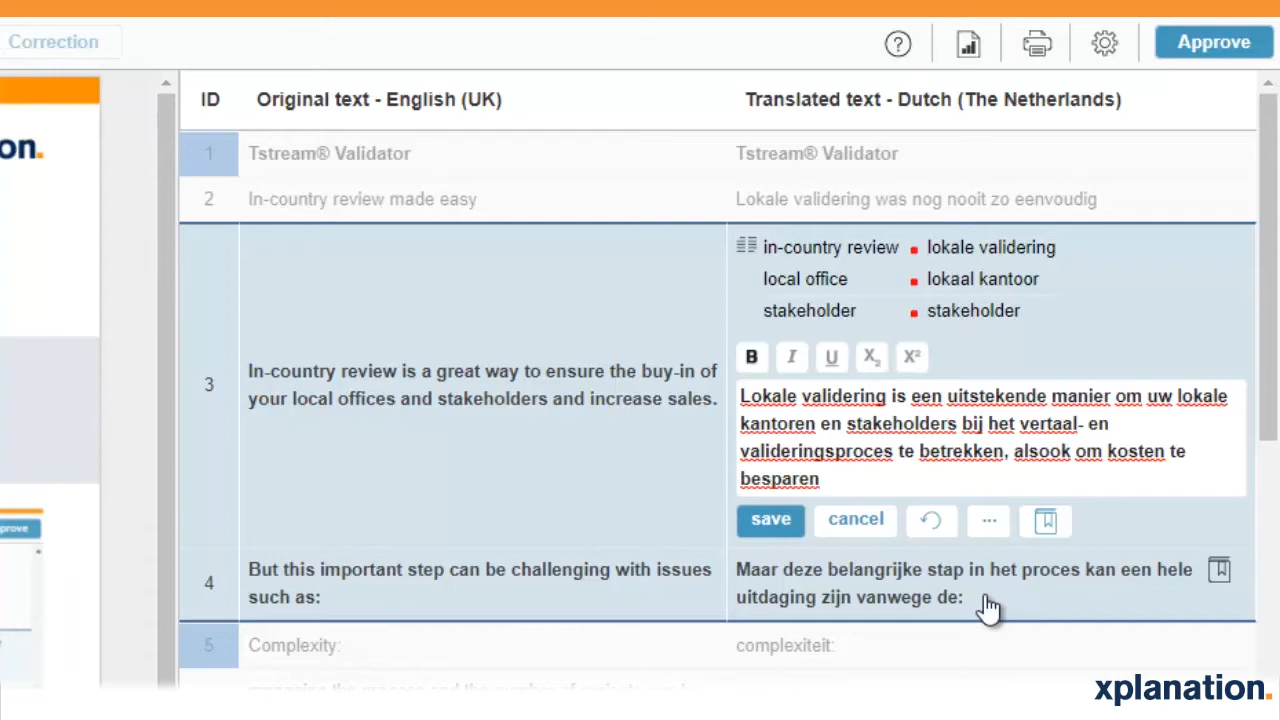 Correction
Approve
on.
ID Original text - English (UK) Translated text - Dutch (The Netherlands)
1 Tstream® Validator Tstream® Validator
2 In-country review made easy Lokale validering was nog nooit zo eenvoudig
in-country review lokale validering
local office lokaal kantoor
stakeholder stakeholder
B I U X₂ X²
3
In-country review is a great way to ensure the buy-in of
your local offices and stakeholders and increase sales.
Lokale validering is een uitstekende manier om uw lokale
kantoren en stakeholders bij het vertaal- en
valideringsproces te betrekken, alsook om kosten te
besparen
save cancel ...
prove
4
But this important step can be challenging with issues
such as:
Maar deze belangrijke stap in het proces kan een hele
uitdaging zijn vanwege de:
5 Complexity: complexiteit:
xplanation.